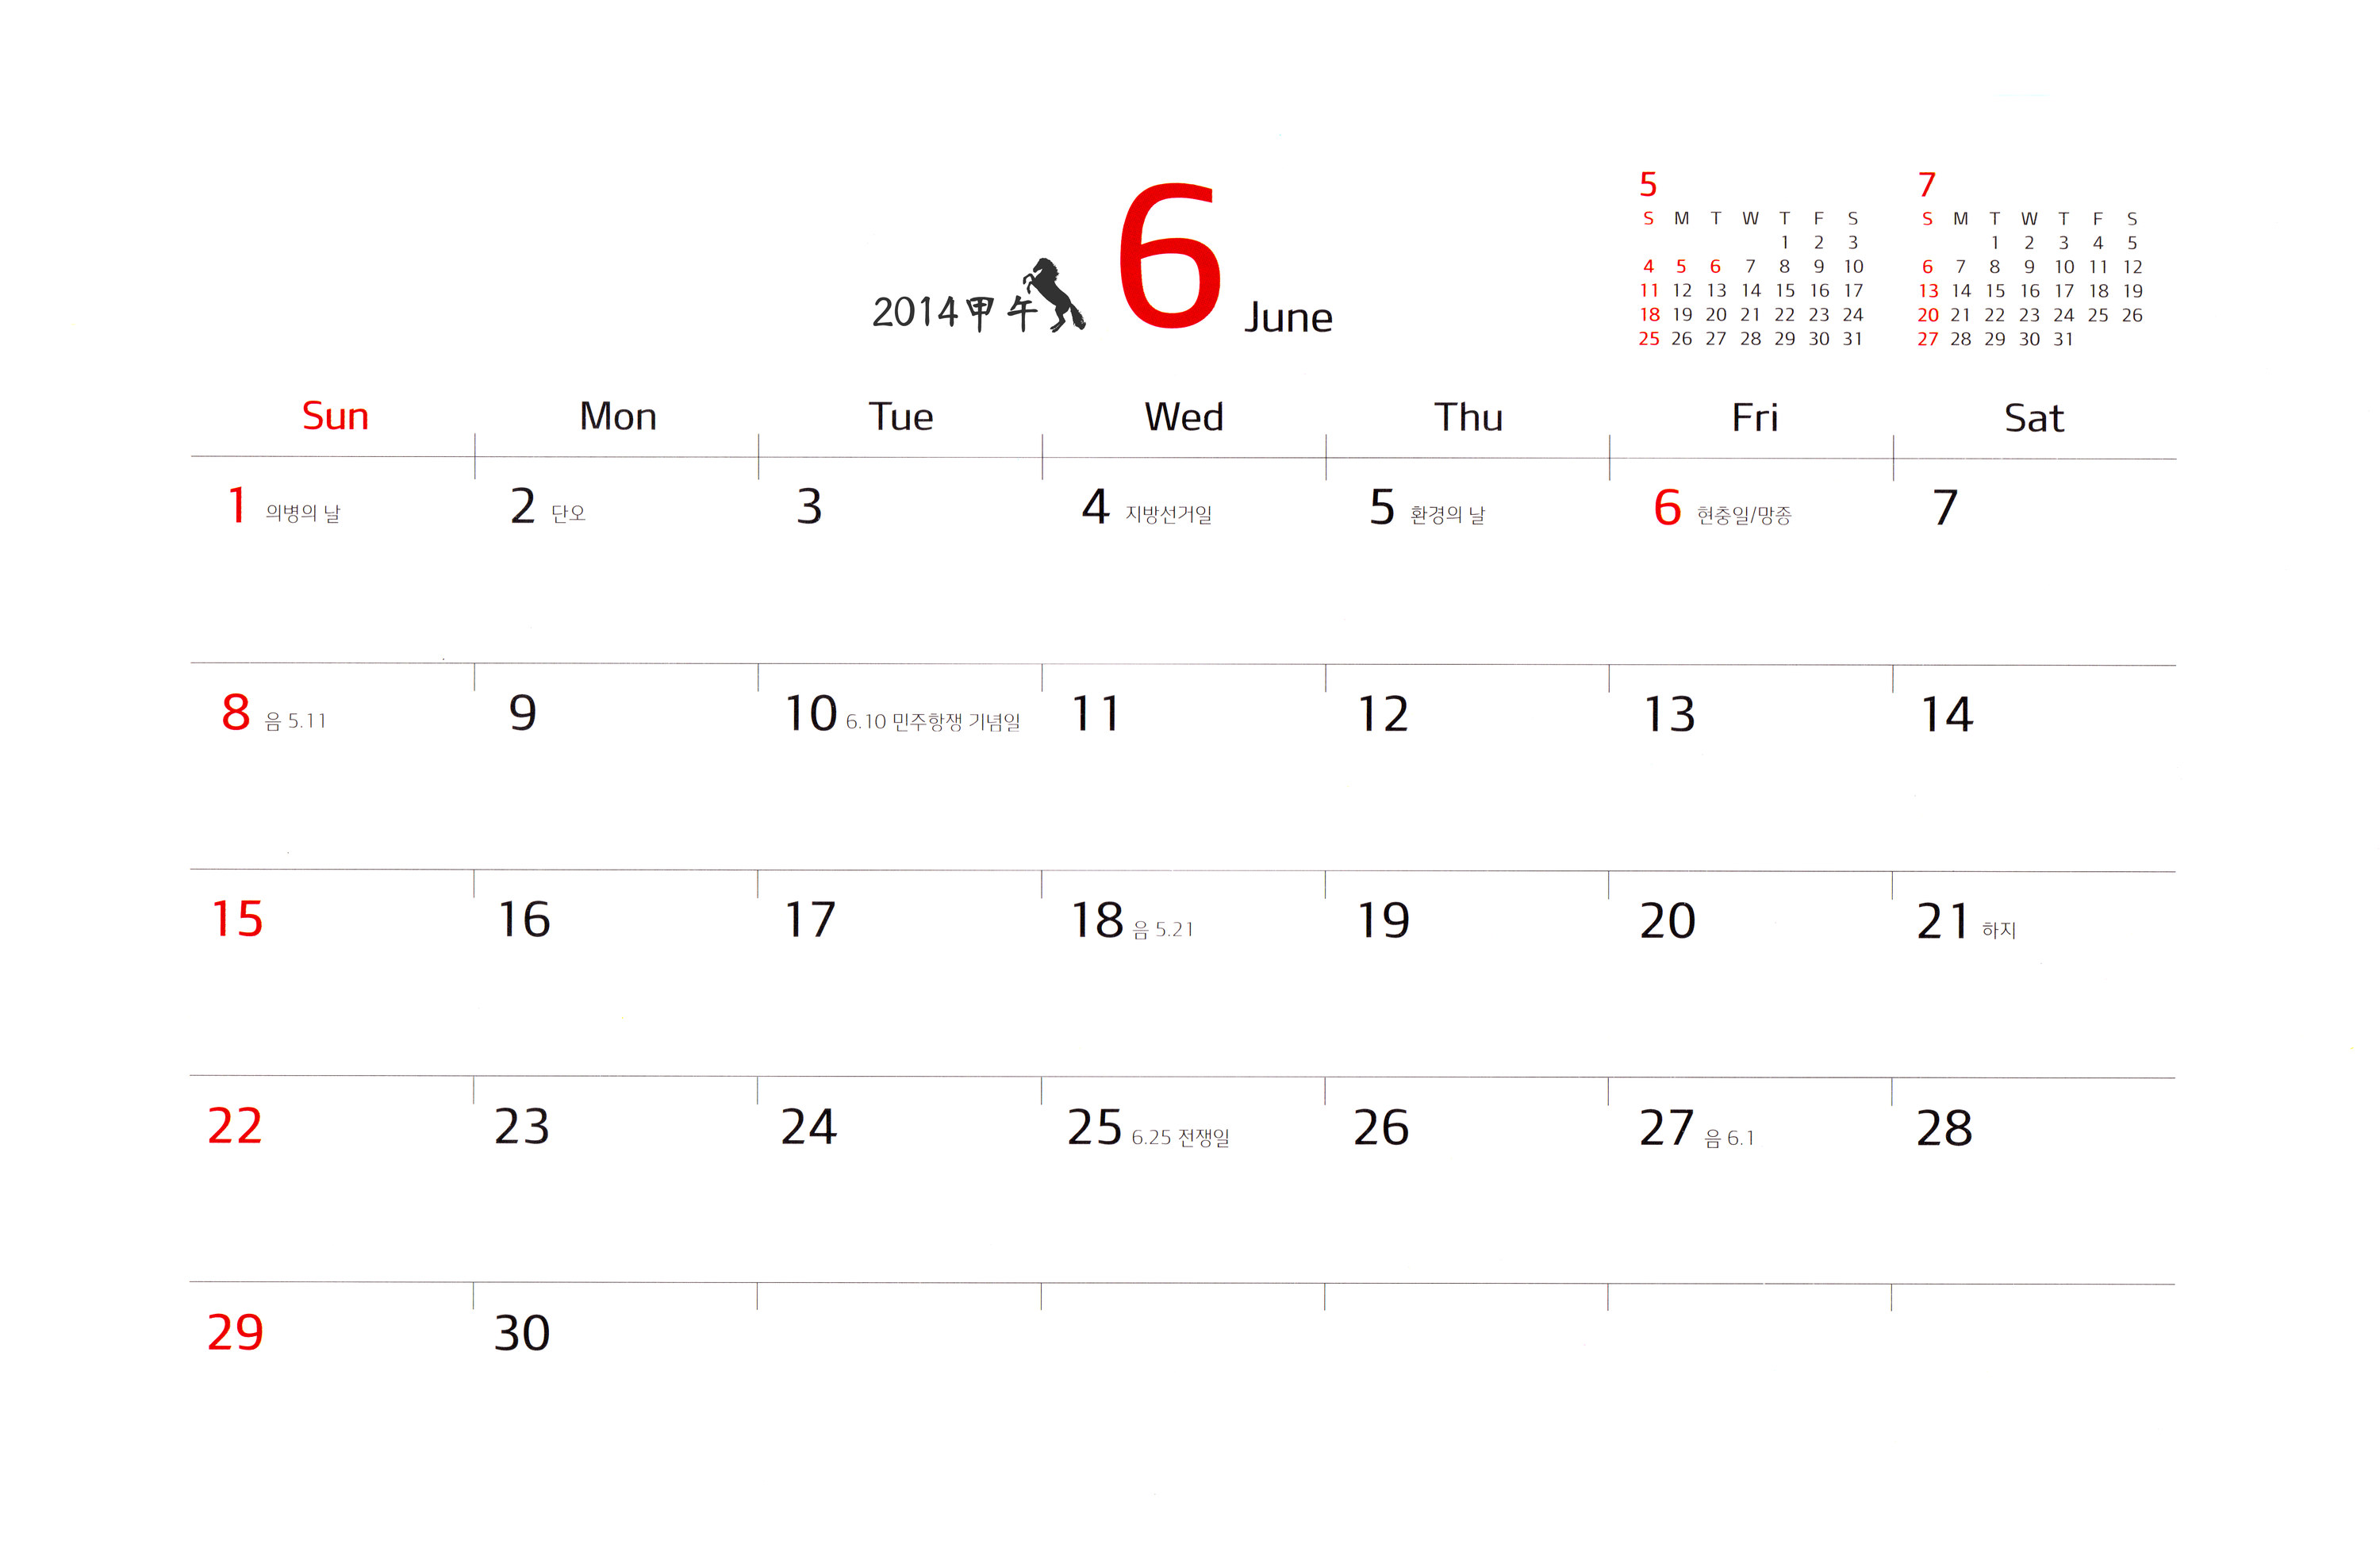 2014甲午 6 June
5
S M T W T F S
1 2 3
4 5 6 7 8 9 10
11 12 13 14 15 16 17
18 19 20 21 22 23 24
25 26 27 28 29 30 31
7
S M T W T F S
1 2 3 4 5
6 7 8 9 10 11 12
13 14 15 16 17 18 19
20 21 22 23 24 25 26
27 28 29 30 31
Sun Mon Tue Wed Thu Fri Sat
1 의병의 날 2 단오 3 4 지방선거일 5 환경의 날 6 현충일/망종 7
8 음 5.11 9 10 6.10 민주항쟁 기념일 11 12 13 14
15 16 17 18 음 5.21 19 20 21 하지
22 23 24 25 6.25 전쟁일 26 27 음 6.1 28
29 30